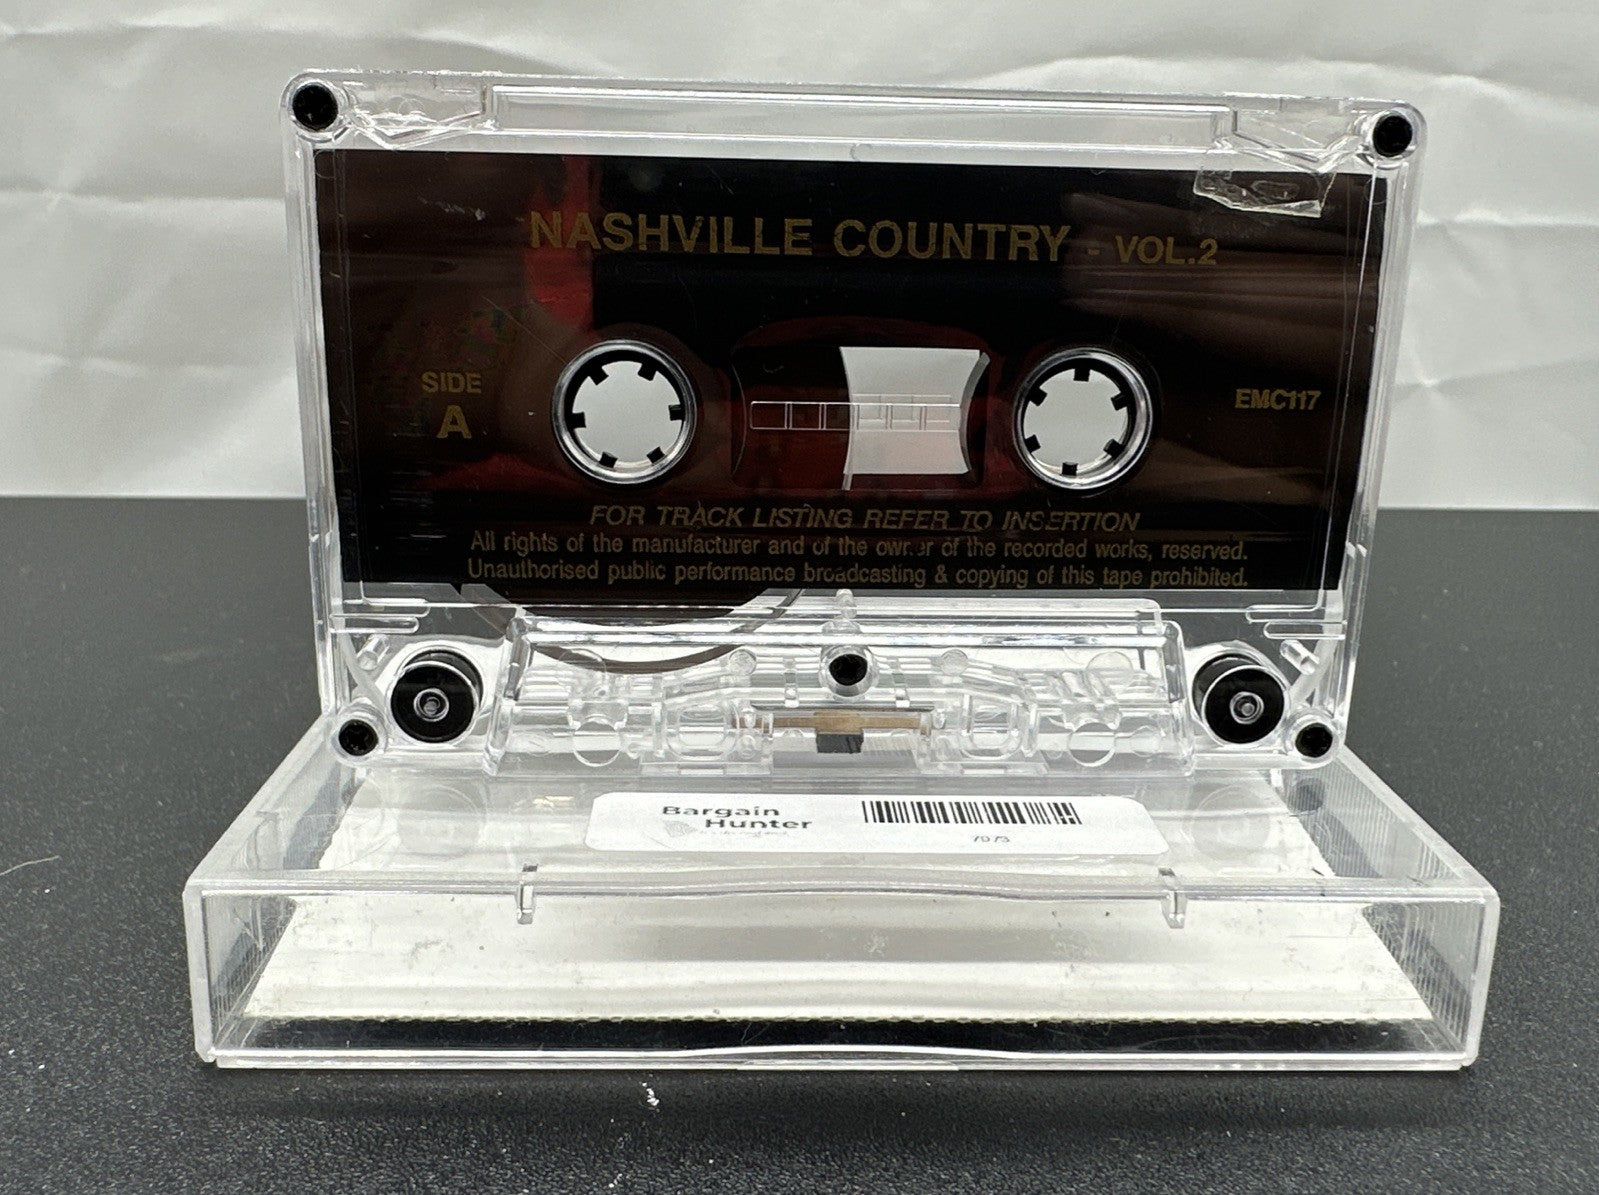 NASHVILLE COUNTRY - VOL.2
SIDE
A
EMC117
FOR TRACK LISTING REFER TO INSERTION
All rights of the manufacturer and of the owner of the recorded works, reserved.
Unauthorised public performance broadcasting & copying of this tape prohibited.
Bargain
Hunter
7075